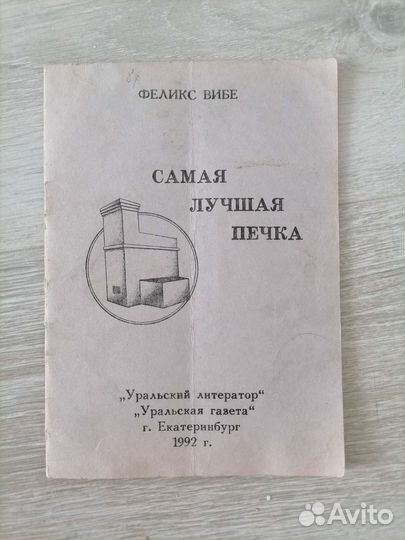 ФЕЛИКС ВИБЕ
САМАЯ
ЛУЧШАЯ
ПЕЧКА
„Уральский литератор“
„Уральская газета“
г. Екатеринбург
1992 г.
Avito